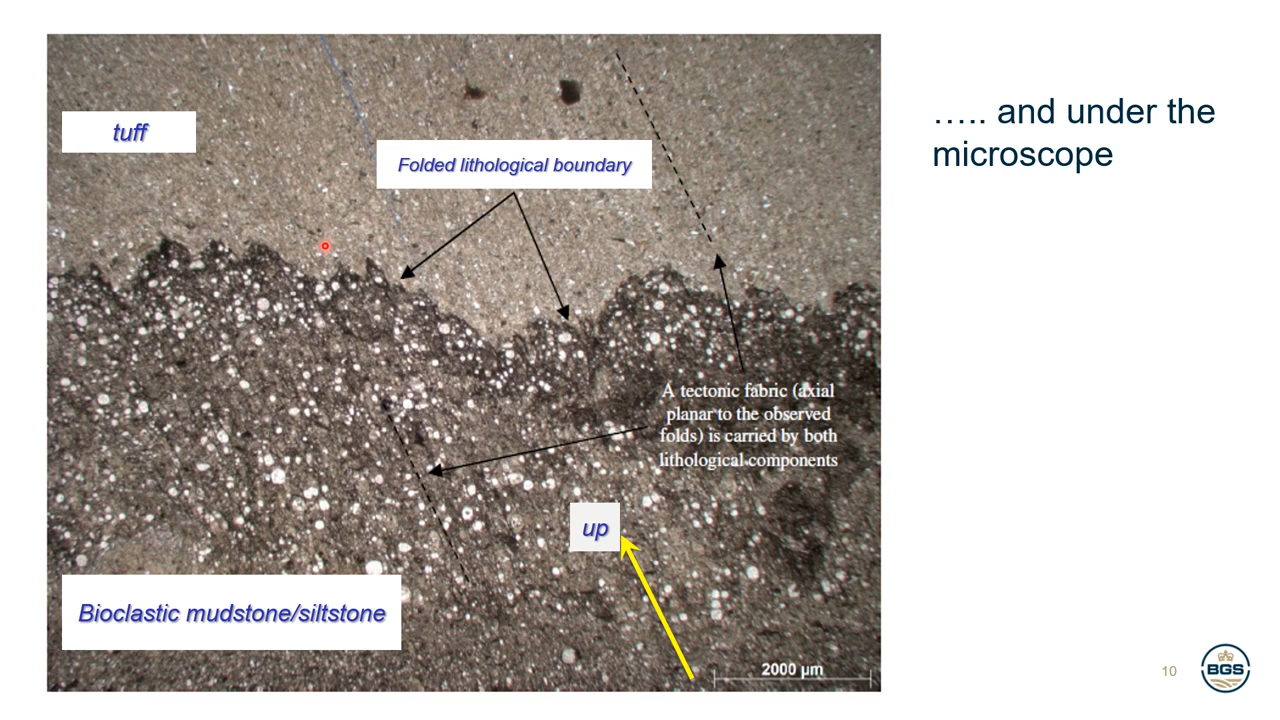 ….. and under the
microscope
tuff
Folded lithological boundary
A tectonic fabric (axial
planar to the observed
folds) is carried by both
lithological components
up
Bioclastic mudstone/siltstone
2000 µm
10
BGS